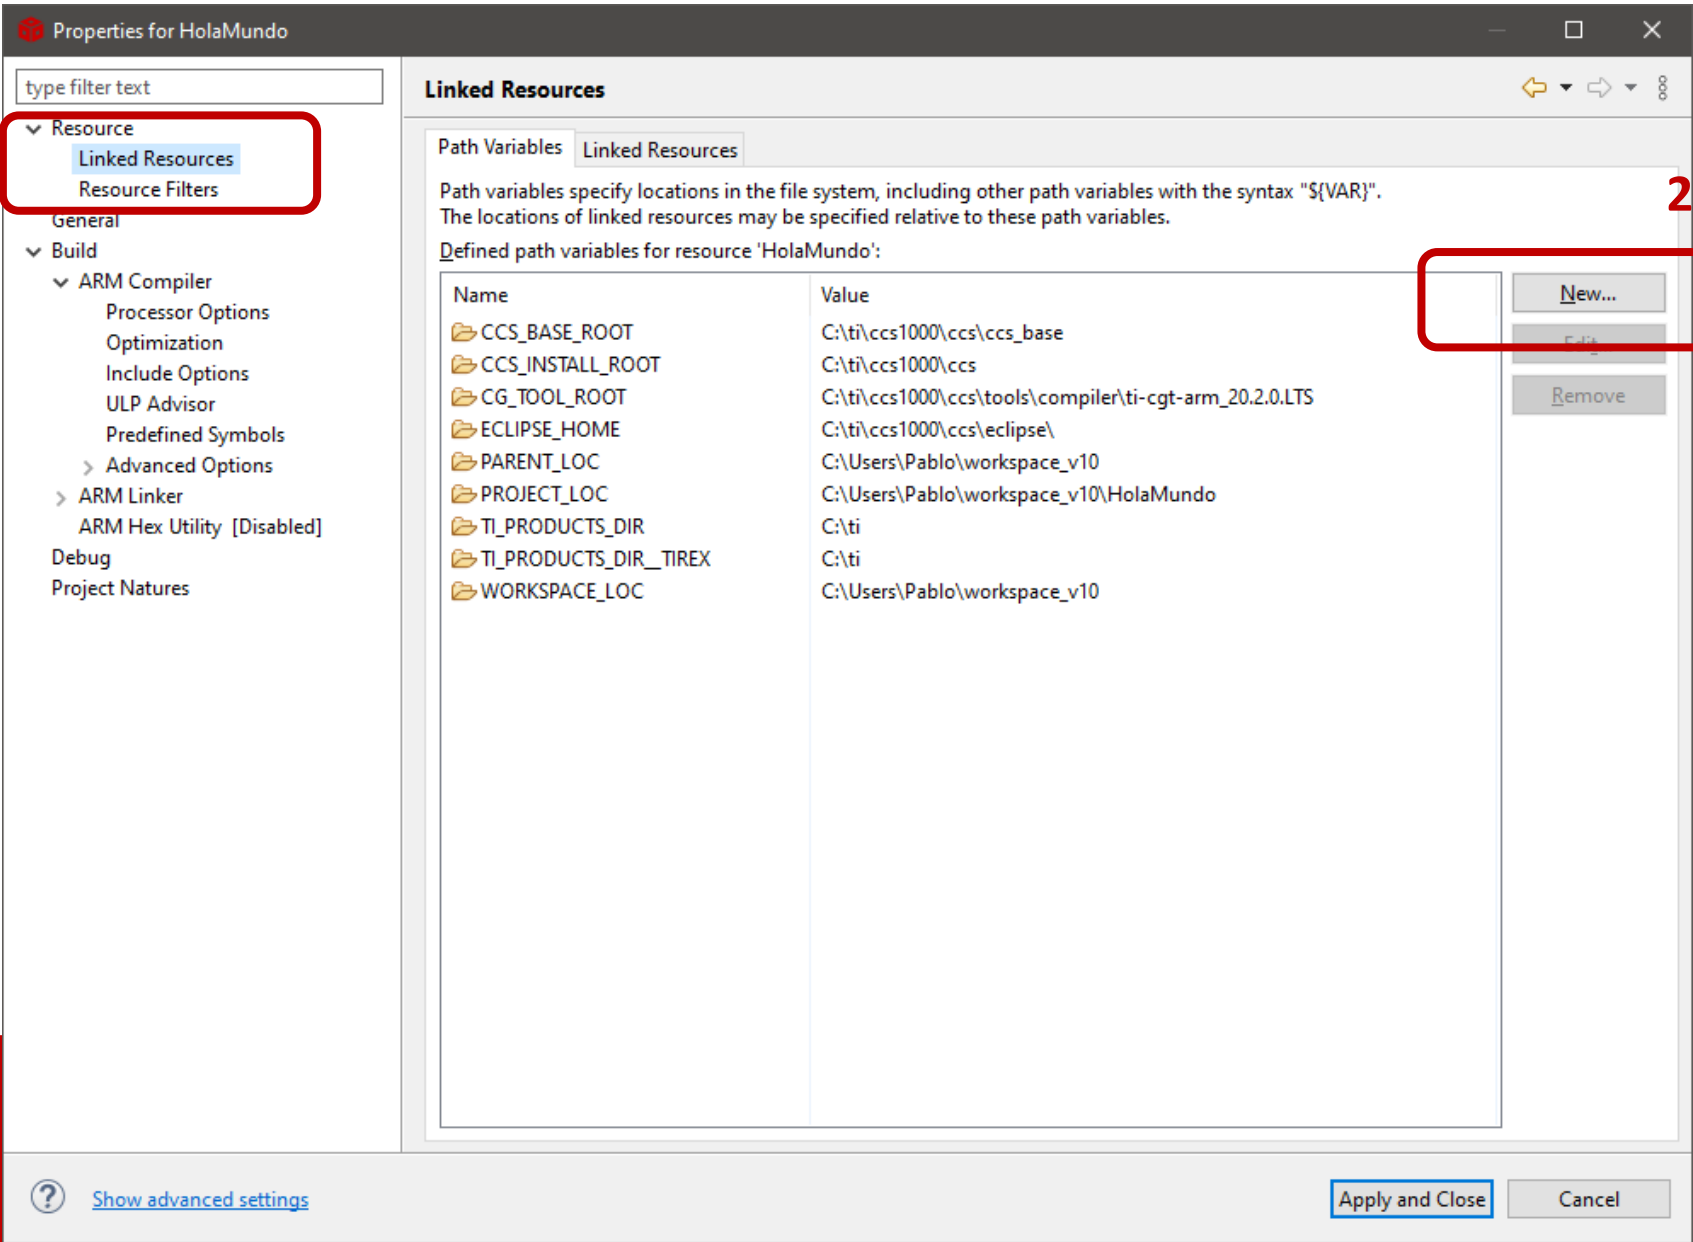 Properties for HolaMundo
type filter text
Resource
Linked Resources
Resource Filters
General
Build
ARM Compiler
Processor Options
Optimization
Include Options
ULP Advisor
Predefined Symbols
Advanced Options
ARM Linker
ARM Hex Utility [Disabled]
Debug
Project Natures
Linked Resources
Path Variables Linked Resources
Path variables specify locations in the file system, including other path variables with the syntax "${VAR}".
The locations of linked resources may be specified relative to these path variables.
2
Defined path variables for resource 'HolaMundo':
Name Value
CCS_BASE_ROOT C:\ti\ccs1000\ccs\ccs_base
CCS_INSTALL_ROOT C:\ti\ccs1000\ccs
CG_TOOL_ROOT C:\ti\ccs1000\ccs\tools\compiler\ti-cgt-arm_20.2.0.LTS
ECLIPSE_HOME C:\ti\ccs1000\ccs\eclipse\
PARENT_LOC C:\Users\Pablo\workspace_v10
PROJECT_LOC C:\Users\Pablo\workspace_v10\HolaMundo
TI_PRODUCTS_DIR C:\ti
TI_PRODUCTS_DIR__TIREX C:\ti
WORKSPACE_LOC C:\Users\Pablo\workspace_v10
New...
Edit...
Remove
Show advanced settings
Apply and Close Cancel